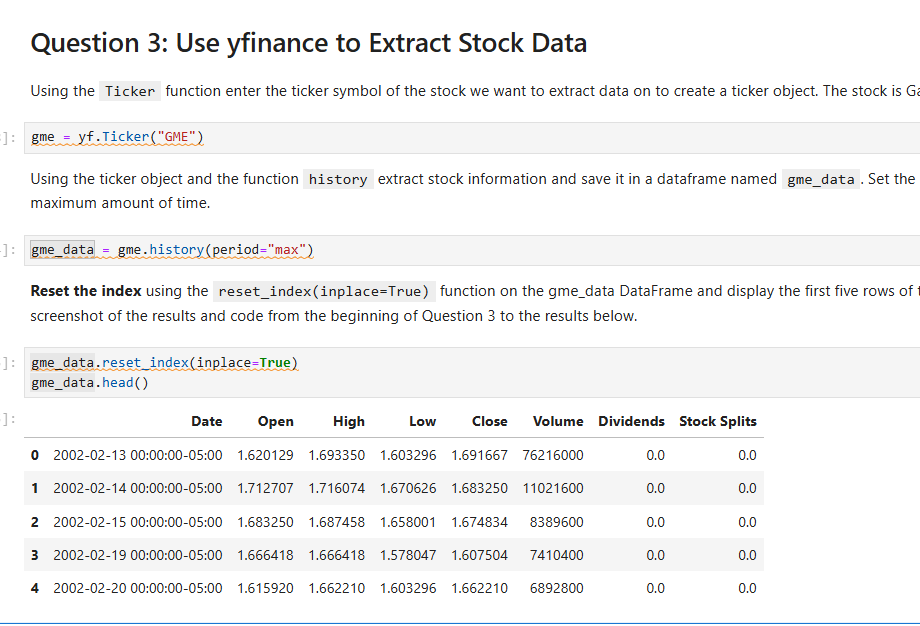 Question 3: Use yfinance to Extract Stock Data
Using the Ticker function enter the ticker symbol of the stock we want to extract data on to create a ticker object. The stock is
]:
gme = yf.Ticker("GME")
Using the ticker object and the function history extract stock information and save it in a dataframe named gme_data. Set the
maximum amount of time.
]:
gme_data = gme.history(period="max")
Reset the index using the reset_index(inplace=True) function on the gme_data DataFrame and display the first five rows of
screenshot of the results and code from the beginning of Question 3 to the results below.
]:
gme_data.reset_index(inplace=True)
gme_data.head()
]:
Date Open High Low Close Volume Dividends Stock Splits
0 2002-02-13 00:00:00-05:00 1.620129 1.693350 1.603296 1.691667 76216000 0.0 0.0
1 2002-02-14 00:00:00-05:00 1.712707 1.716074 1.670626 1.683250 11021600 0.0 0.0
2 2002-02-15 00:00:00-05:00 1.683250 1.687458 1.658001 1.674834 8389600 0.0 0.0
3 2002-02-19 00:00:00-05:00 1.666418 1.666418 1.578047 1.607504 7410400 0.0 0.0
4 2002-02-20 00:00:00-05:00 1.615920 1.662210 1.603296 1.662210 6892800 0.0 0.0